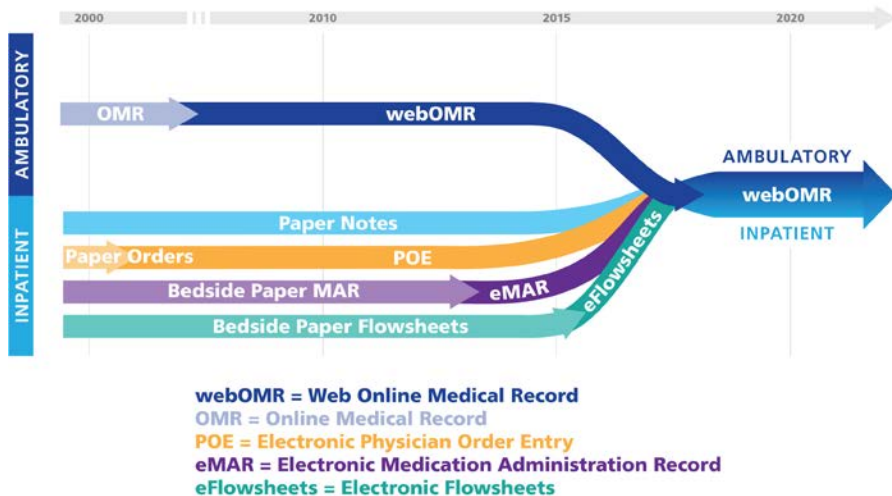 2000 2010 2015 2020
AMBULATORY
OMR
webOMR
AMBULATORY
webOMR
INPATIENT
INPATIENT
Paper Notes
Paper Orders
POE
Bedside Paper MAR
eMAR
eFlowsheets
Bedside Paper Flowsheets
webOMR = Web Online Medical Record
OMR = Online Medical Record
POE = Electronic Physician Order Entry
eMAR = Electronic Medication Administration Record
eFlowsheets = Electronic Flowsheets